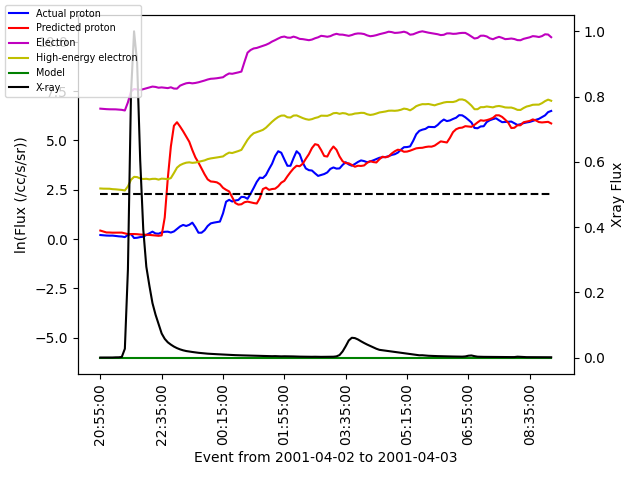 Actual proton
Predicted proton
Electron
High-energy electron
Model
X-ray
7.5
5.0
2.5
0.0
−2.5
−5.0
ln(Flux (/cc/s/sr))
1.0
0.8
0.6
0.4
0.2
0.0
Xray Flux
20:55:00
22:35:00
00:15:00
01:55:00
03:35:00
05:15:00
06:55:00
08:35:00
Event from 2001-04-02 to 2001-04-03